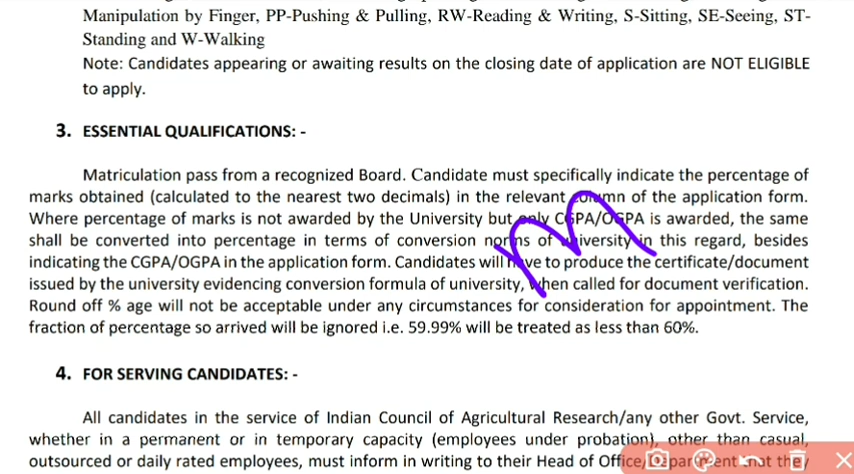 Manipulation by Finger, PP-Pushing & Pulling, RW-Reading & Writing, S-Sitting, SE-Seeing, ST-
Standing and W-Walking
Note: Candidates appearing or awaiting results on the closing date of application are NOT ELIGIBLE
to apply.
3. ESSENTIAL QUALIFICATIONS: -
Matriculation pass from a recognized Board. Candidate must specifically indicate the percentage of
marks obtained (calculated to the nearest two decimals) in the relevant column of the application form.
Where percentage of marks is not awarded by the University but only CGPA/OGPA is awarded, the same
shall be converted into percentage in terms of conversion norms of university in this regard, besides
indicating the CGPA/OGPA in the application form. Candidates will have to produce the certificate/document
issued by the university evidencing conversion formula of university, when called for document verification.
Round off % age will not be acceptable under any circumstances for consideration for appointment. The
fraction of percentage so arrived will be ignored i.e. 59.99% will be treated as less than 60%.
4. FOR SERVING CANDIDATES: -
All candidates in the service of Indian Council of Agricultural Research/any other Govt. Service,
whether in a permanent or in temporary capacity (employees under probation), other than casual,
outsourced or daily rated employees, must inform in writing to their Head of Office/Department that they